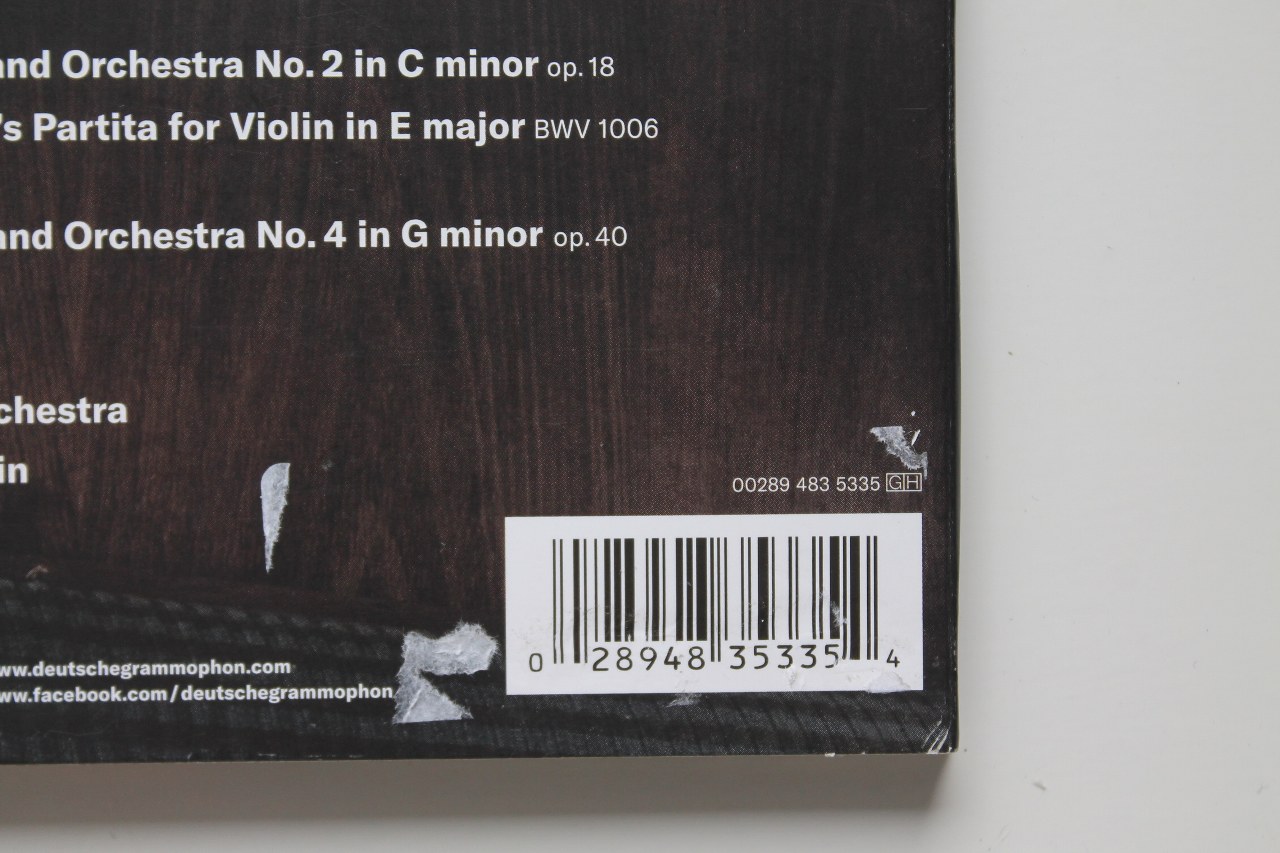 and Orchestra No. 2 in C minor op. 18
's Partita for Violin in E major BWV 1006
and Orchestra No. 4 in G minor op. 40
chestra
in
00289 483 5335 GH
0 28948 35335 4
ww.deutschegrammophon.com
ww.facebook.com/deutschegrammophon